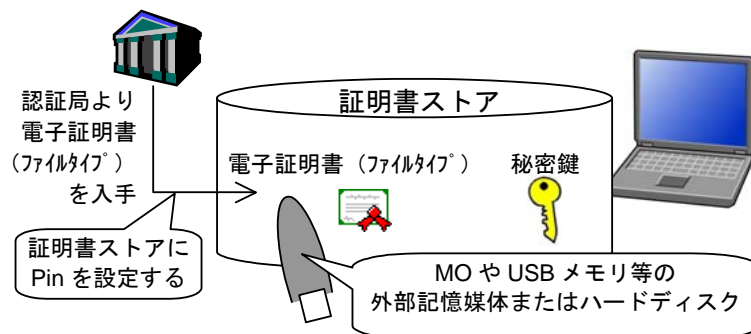 認証局より
電子証明書
（ﾌｧｲﾙﾀｲﾌﾟ）
を入手
証明書ストア
電子証明書（ﾌｧｲﾙﾀｲﾌﾟ）
秘密鍵
証明書ストアに
Pin を設定する
MO や USB メモリ等の
外部記憶媒体またはハードディスク